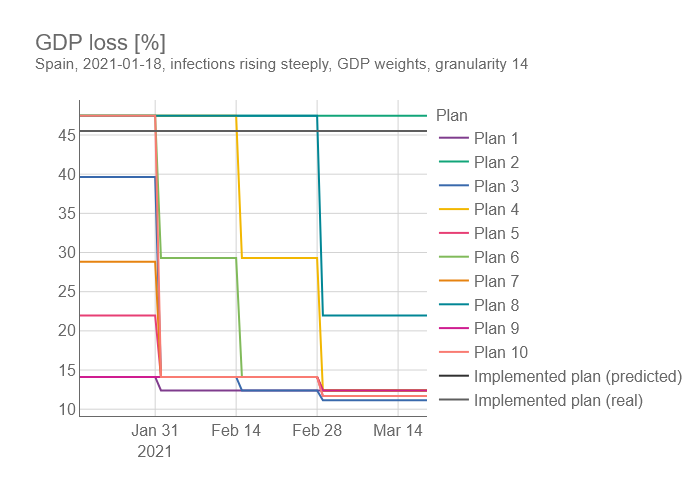 GDP loss [%]
Spain, 2021-01-18, infections rising steeply, GDP weights, granularity 14
Plan
Plan 1
Plan 2
Plan 3
Plan 4
Plan 5
Plan 6
Plan 7
Plan 8
Plan 9
Plan 10
Implemented plan (predicted)
Implemented plan (real)
45
40
35
30
25
20
15
10
Jan 31 Feb 14 Feb 28 Mar 14
2021